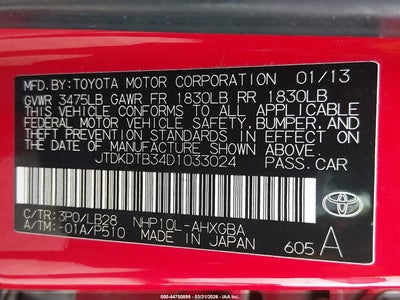 MFD.BY:TOYOTA MOTOR CORPORATION 01/13
GVWR 3475LB GAWR FR 1830LB RR 1830LB
THIS VEHICLE CONFORMS TO ALL APPLICABLE
FEDERAL MOTOR VEHICLE SAFETY, BUMPER, AND
THEFT PREVENTION STANDARDS IN EFFECT ON
THE DATE OF MANUFACTURE SHOWN ABOVE.
JTDKDTB34D1033024 PASS.CAR
TOYOTA
C/TR:3P0/LB28 NHP10L-AHXGBA
A/TM:-01A/P510 MADE IN JAPAN 605 A
000-44750895 - 03/31/2026 - IAA Inc.